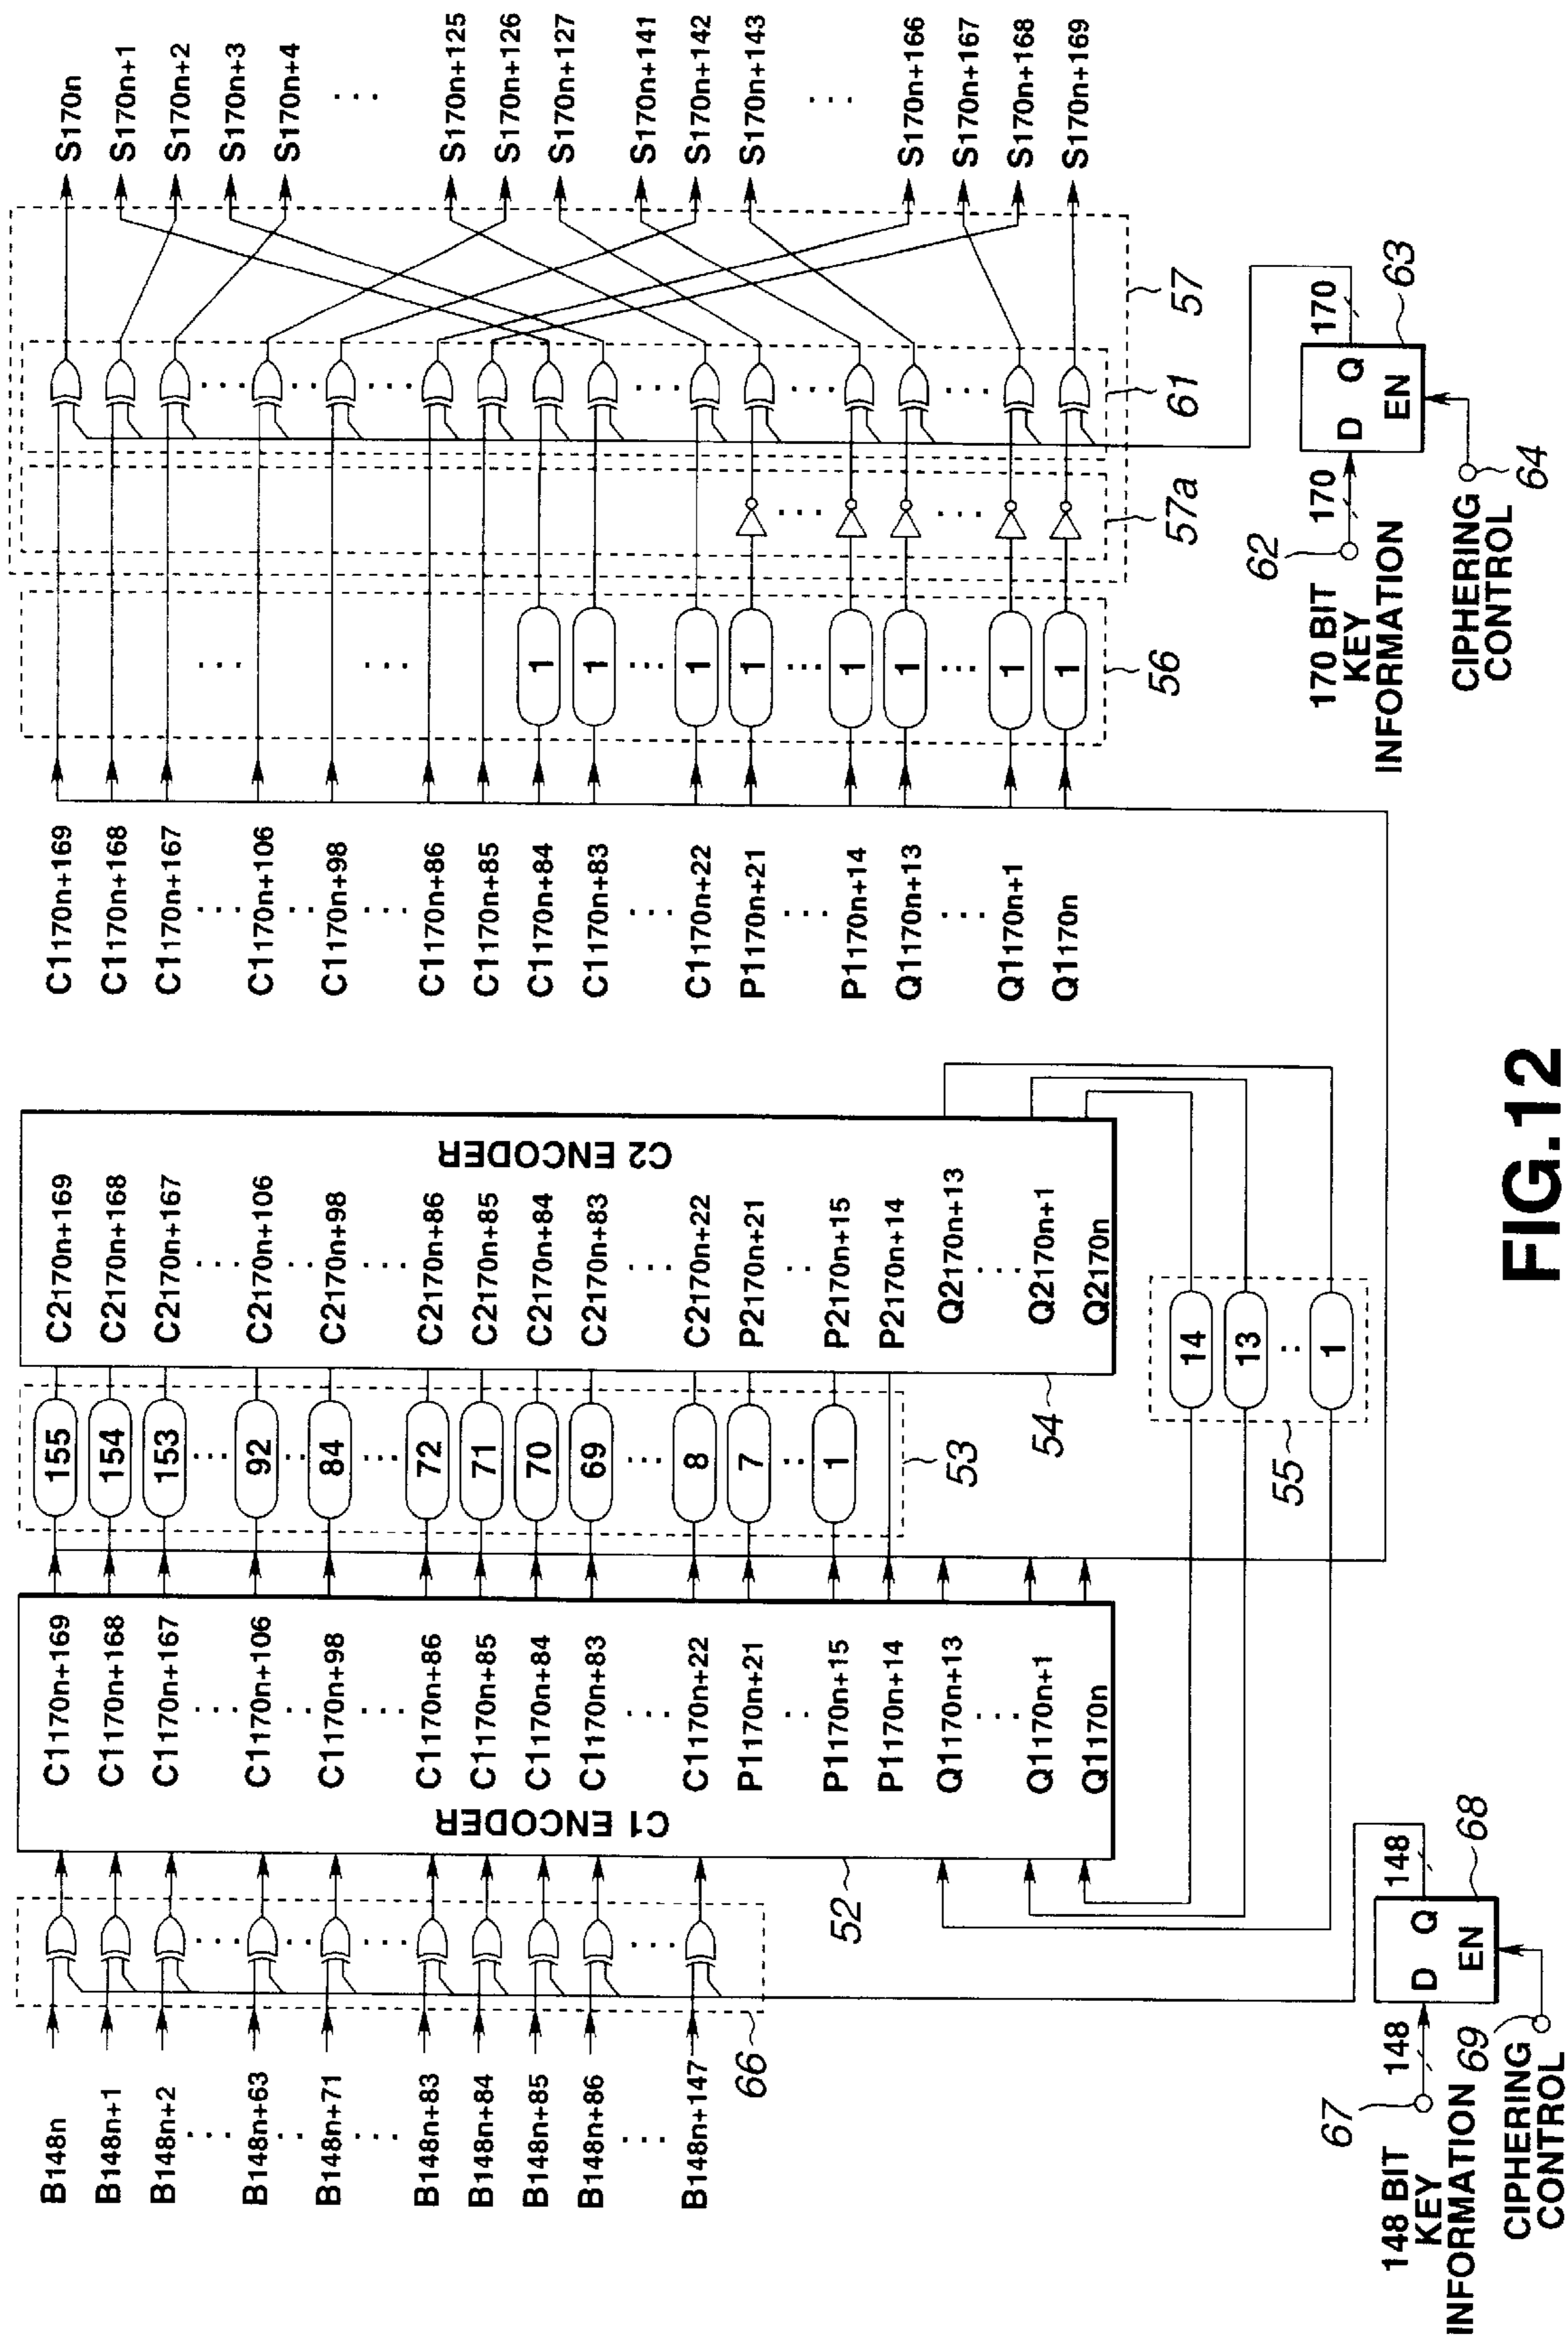 B148n
B148n+1
B148n+2
...
B148n+63
..
B148n+71
...
B148n+83
B148n+84
B148n+85
B148n+86
...
B148n+147
66
67
148 BIT
KEY
INFORMATION
148
D Q
EN
148
68
69
CIPHERING
CONTROL
C1 ENCODER
C1170n+169
C1170n+168
C1170n+167
...
C1170n+106
..
C1170n+98
...
C1170n+86
C1170n+85
C1170n+84
C1170n+83
...
C1170n+22
P1170n+21
..
P1170n+15
P1170n+14
Q1170n+13
...
Q1170n+1
Q1170n
52
155
154
153
...
92
..
84
...
72
71
70
69
...
8
7
..
1
53
C2170n+169
C2170n+168
C2170n+167
...
C2170n+106
..
C2170n+98
...
C2170n+86
C2170n+85
C2170n+84
C2170n+83
...
C2170n+22
P2170n+21
..
P2170n+15
P2170n+14
Q2170n+13
...
Q2170n+1
Q2170n
C2 ENCODER
54
14
13
..
1
55
C1170n+169
C1170n+168
C1170n+167
...
C1170n+106
..
C1170n+98
...
C1170n+86
C1170n+85
C1170n+84
C1170n+83
...
C1170n+22
P1170n+21
...
P1170n+14
Q1170n+13
...
Q1170n+1
Q1170n
1
1
...
1
1
...
1
1
...
1
1
56
57a
61
57
62
170 BIT
KEY
INFORMATION
170
D Q
EN
170
63
64
CIPHERING
CONTROL
S170n
S170n+1
S170n+2
S170n+3
S170n+4
...
S170n+125
S170n+126
S170n+127
S170n+141
S170n+142
S170n+143
...
S170n+166
S170n+167
S170n+168
S170n+169
FIG.12